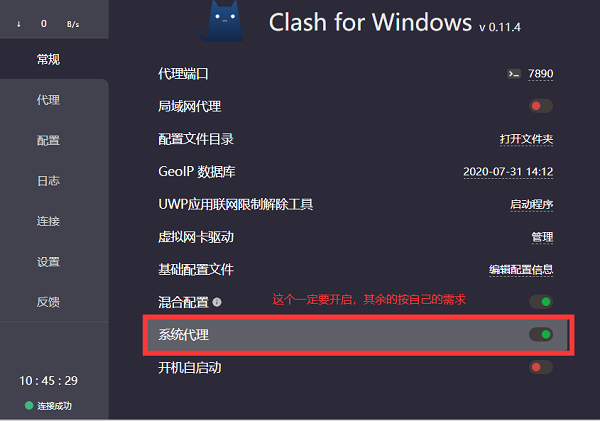 ↓ 0 B/s
Clash for Windows v 0.11.4
常规
代理
配置
日志
连接
设置
反馈
代理端口 7890
局域网代理
配置文件目录 打开文件夹
GeoIP 数据库 2020-07-31 14:12
UWP应用联网限制解除工具 启动程序
虚拟网卡驱动 管理
基础配置文件 编辑配置信息
混合配置 这个一定要开启，其余的按自己的需求
系统代理
开机自启动
10 : 45 : 29
连接成功